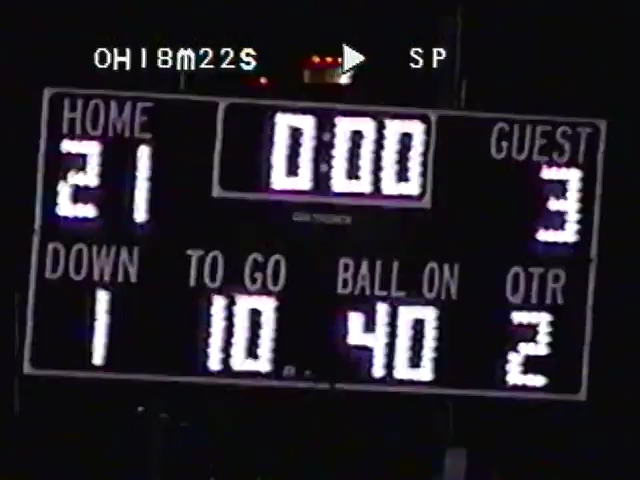 0H18m22s SP
HOME 0:00 GUEST
21 3
DOWN TO GO BALL ON QTR
1 10 40 2